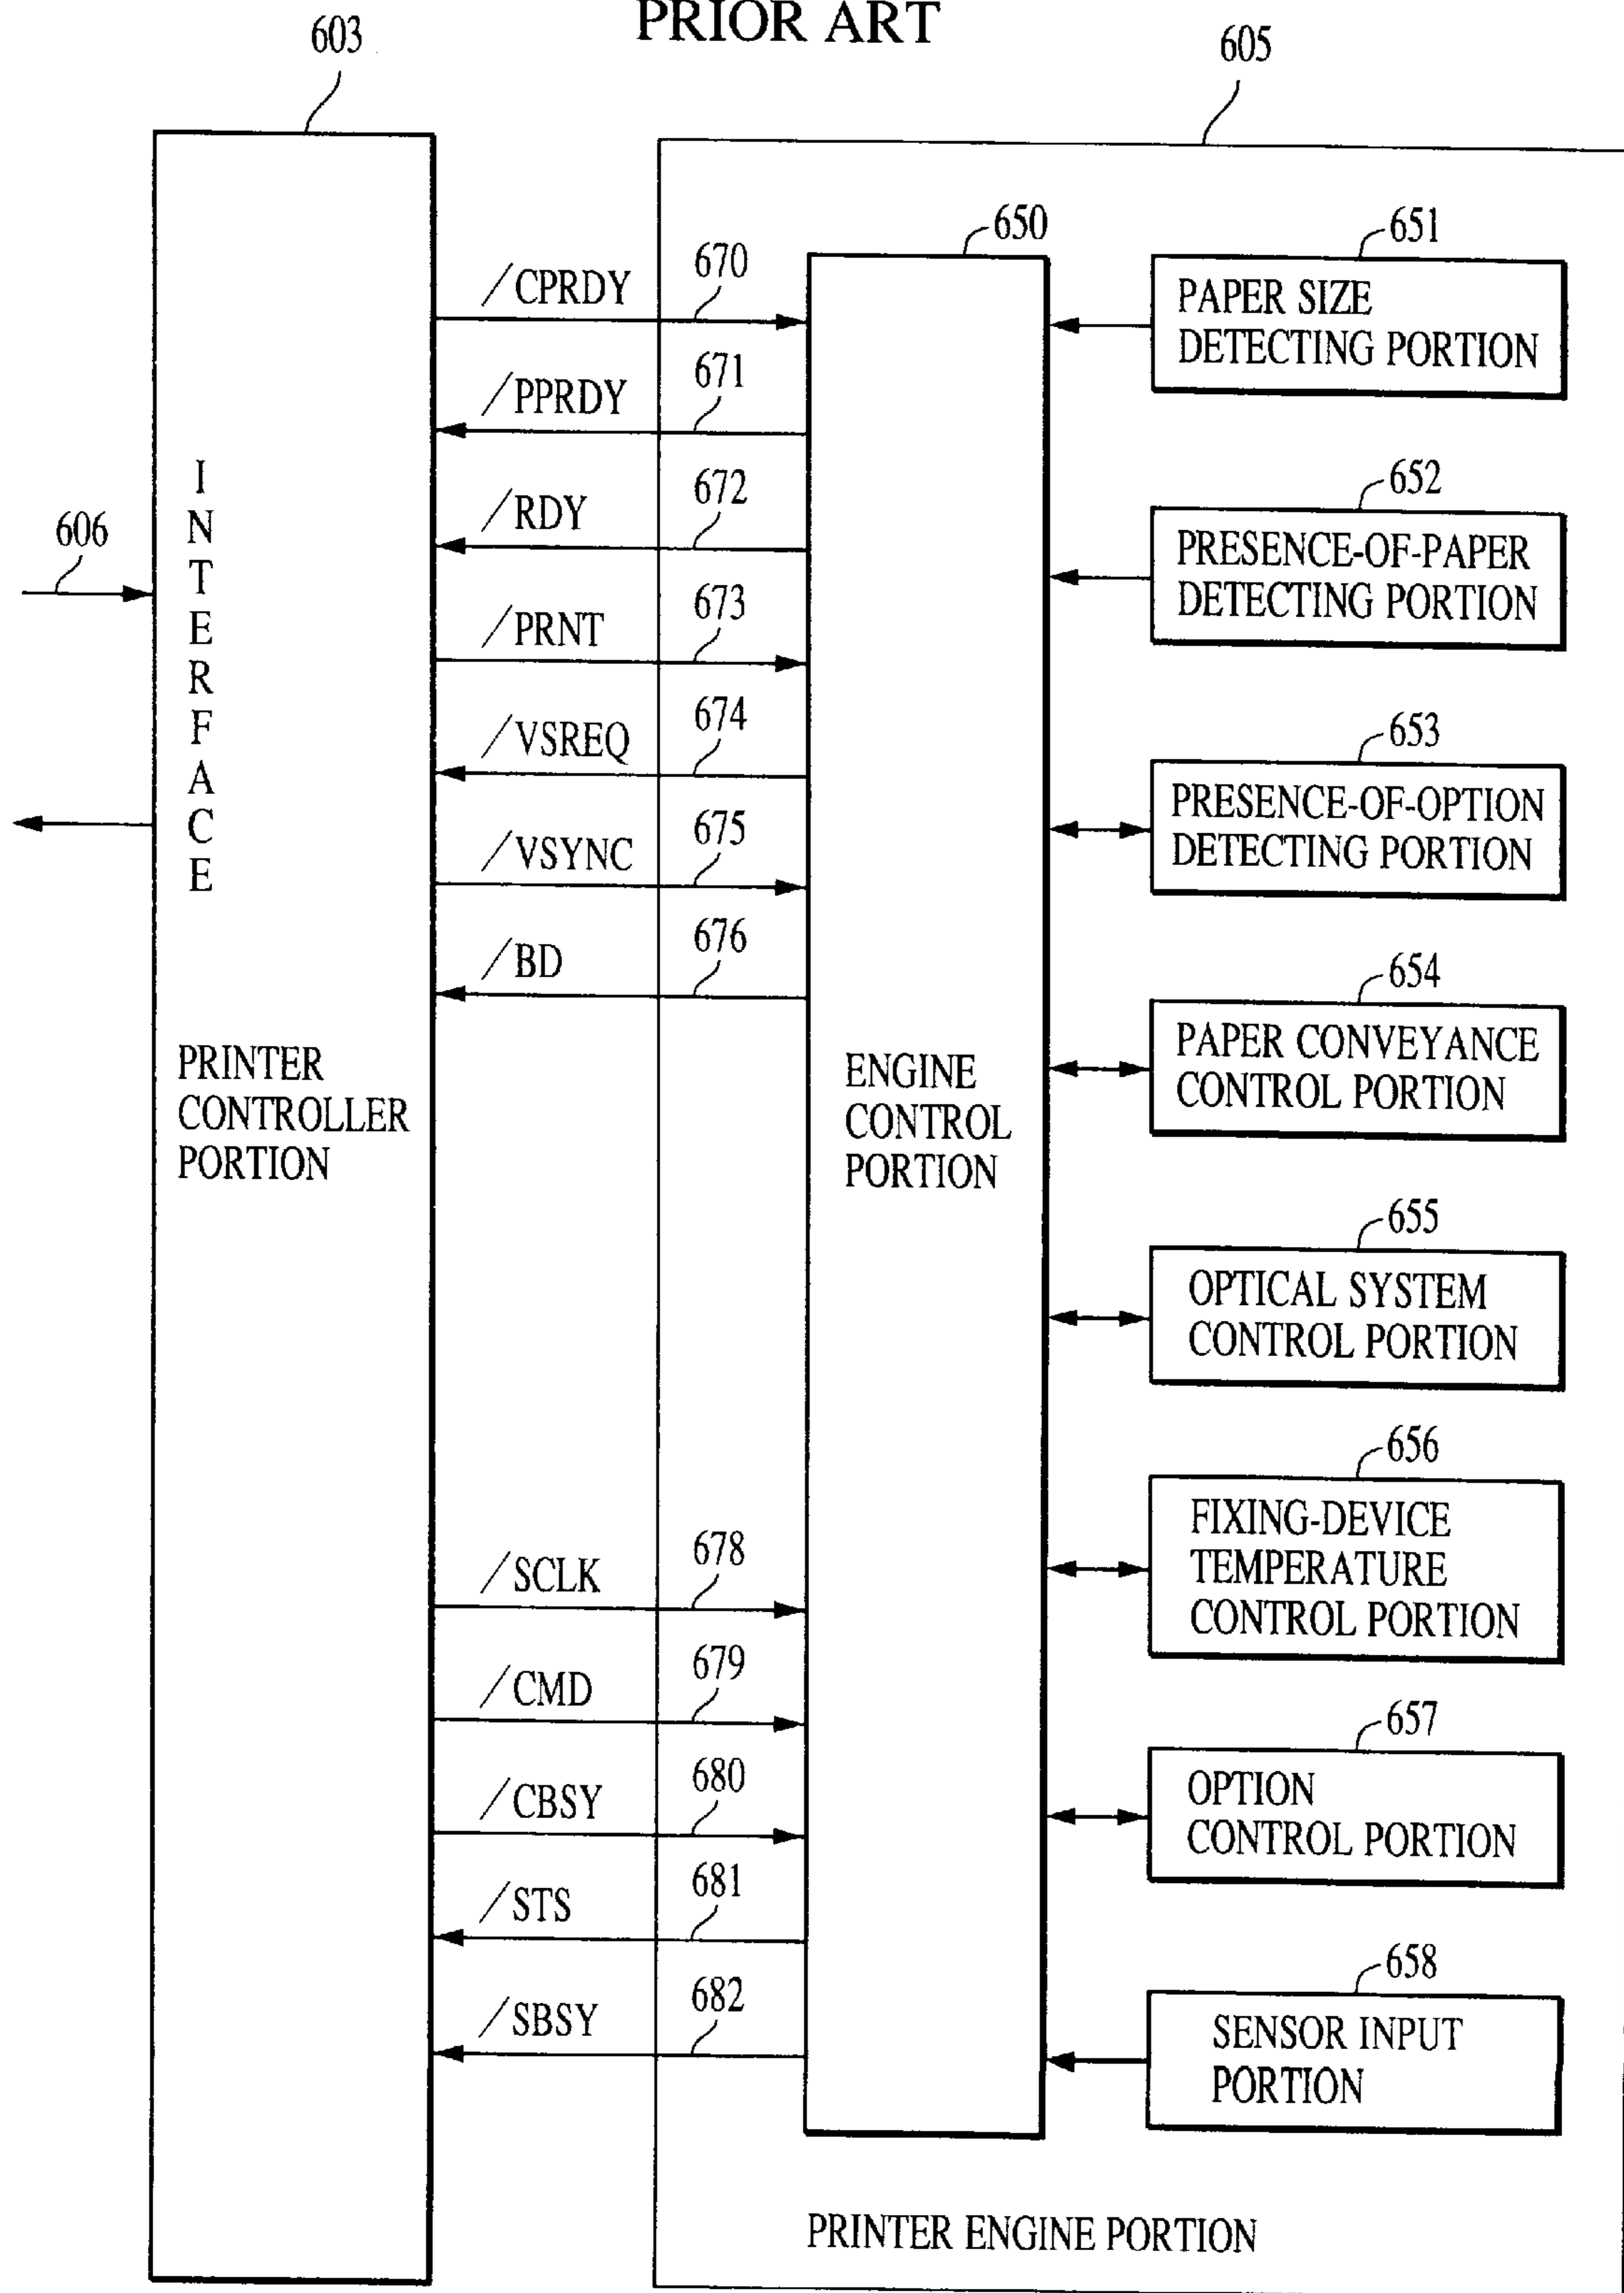 PRIOR ART
603
605
650
651
/CPRDY
670
PAPER SIZE
DETECTING PORTION
/PPRDY
671
INTERFACE
606
/RDY
672
652
PRESENCE-OF-PAPER
DETECTING PORTION
/PRNT
673
/VSREQ
674
653
PRESENCE-OF-OPTION
DETECTING PORTION
/VSYNC
675
/BD
676
654
PAPER CONVEYANCE
CONTROL PORTION
PRINTER
CONTROLLER
PORTION
ENGINE
CONTROL
PORTION
655
OPTICAL SYSTEM
CONTROL PORTION
656
FIXING-DEVICE
TEMPERATURE
CONTROL PORTION
/SCLK
678
/CMD
679
657
OPTION
CONTROL PORTION
/CBSY
680
/STS
681
658
SENSOR INPUT
PORTION
/SBSY
682
PRINTER ENGINE PORTION